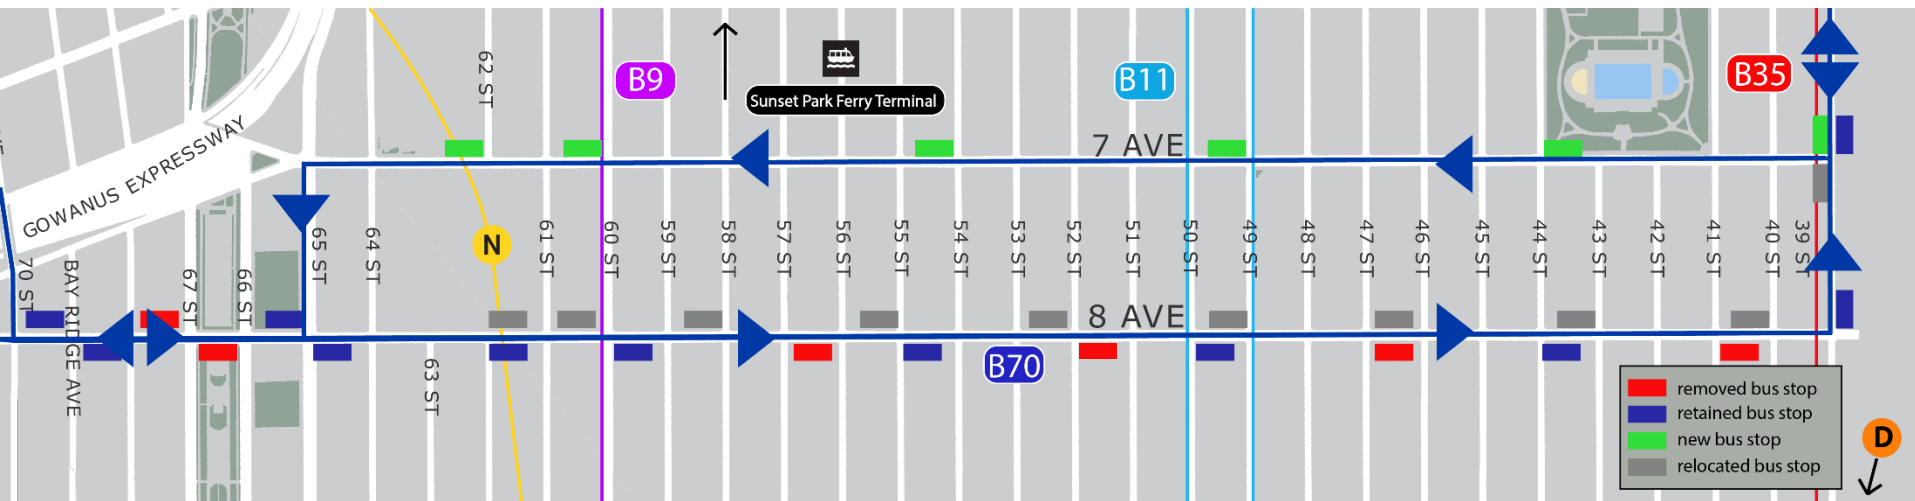 62 ST
B9
Sunset Park Ferry Terminal
B11
B35
GOWANUS EXPRESSWAY
7 AVE
N
70 ST
BAY RIDGE AVE
67 ST
66 ST
65 ST
64 ST
63 ST
61 ST
60 ST
59 ST
58 ST
57 ST
56 ST
55 ST
54 ST
53 ST
52 ST
51 ST
50 ST
49 ST
48 ST
47 ST
46 ST
45 ST
44 ST
43 ST
42 ST
41 ST
40 ST
39 ST
8 AVE
B70
removed bus stop
retained bus stop
new bus stop
relocated bus stop
D